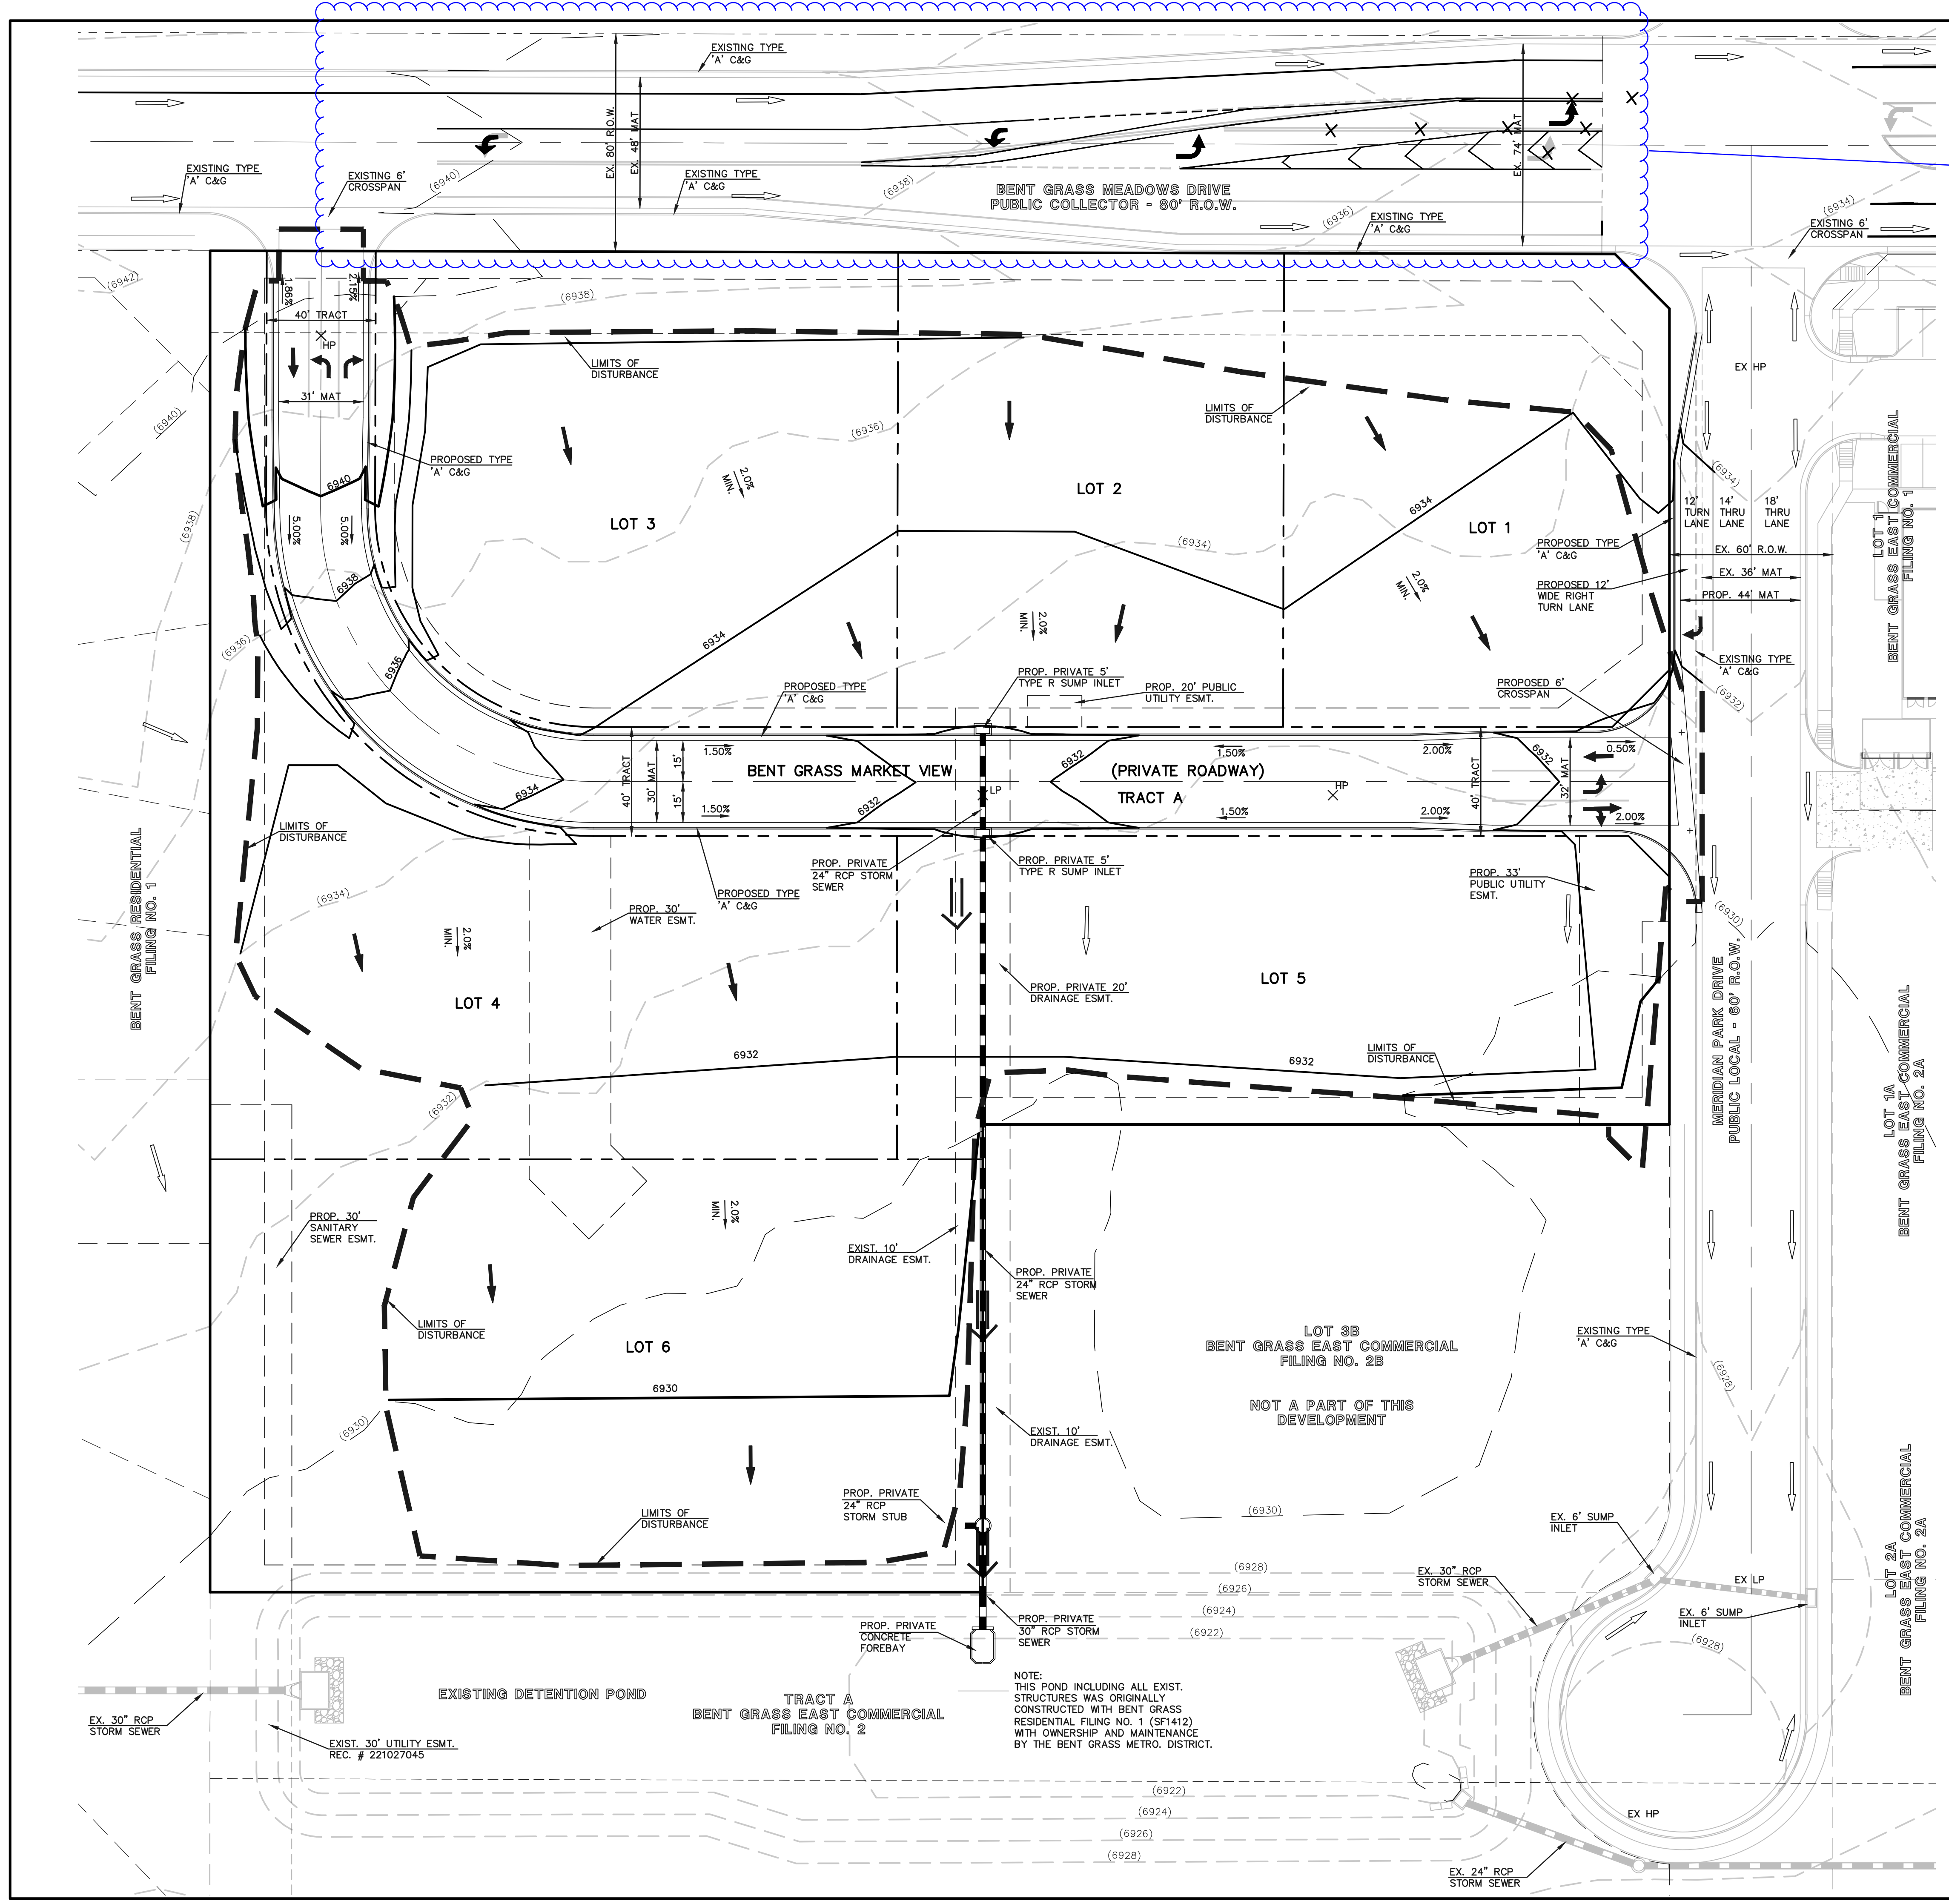 EXISTING TYPE
'A' C&G
EX. 80' R.O.W.
EX. 48' MAT
EX. 74' MAT
EXISTING TYPE
'A' C&G
EXISTING 6'
CROSSPAN
(6940)
EXISTING TYPE
'A' C&G
(6938)
BENT GRASS MEADOWS DRIVE
PUBLIC COLLECTOR - 80' R.O.W.
(6936)
EXISTING TYPE
'A' C&G
(6934)
EXISTING 6'
CROSSPAN
(6942)
1.86%
2.15%
40' TRACT
HP
31' MAT
(6938)
LIMITS OF
DISTURBANCE
LIMITS OF
DISTURBANCE
EX HP
(6940)
(6936)
PROPOSED TYPE
'A' C&G
6940
2.0%
MIN.
LOT 2
LOT 3
LOT 1
6934
(6934)
12'
TURN
LANE
14'
THRU
LANE
18'
THRU
LANE
LOT 1
BENT GRASS EAST COMMERCIAL
FILING NO. 1
(6938)
5.00%
5.00%
(6934)
PROPOSED TYPE
'A' C&G
EX. 60' R.O.W.
EX. 36' MAT
PROP. 44' MAT
6938
2.0%
MIN.
PROPOSED 12'
WIDE RIGHT
TURN LANE
2.0%
MIN.
(6936)
6934
6936
EXISTING TYPE
'A' C&G
(6932)
PROP. PRIVATE 5'
TYPE R SUMP INLET
PROP. 20' PUBLIC
UTILITY ESMT.
PROPOSED TYPE
'A' C&G
PROPOSED 6'
CROSSPAN
40' TRACT
30' MAT
15'
15'
1.50%
1.50%
BENT GRASS MARKET VIEW
(PRIVATE ROADWAY)
TRACT A
6932
6932
LP
1.50%
1.50%
HP
2.00%
2.00%
40' TRACT
6932
32' MAT
0.50%
2.00%
6934
LIMITS OF
DISTURBANCE
PROP. PRIVATE
24" RCP STORM
SEWER
PROP. PRIVATE 5'
TYPE R SUMP INLET
PROP. 33'
PUBLIC UTILITY
ESMT.
PROPOSED TYPE
'A' C&G
(6934)
PROP. 30'
WATER ESMT.
(6930)
BENT GRASS RESIDENTIAL
FILING NO. 1
2.0%
MIN.
LOT 4
LOT 5
PROP. PRIVATE 20'
DRAINAGE ESMT.
MERIDIAN PARK DRIVE
PUBLIC LOCAL - 60' R.O.W.
LOT 1A
BENT GRASS EAST COMMERCIAL
FILING NO. 2A
6932
6932
LIMITS OF
DISTURBANCE
(6932)
PROP. 30'
SANITARY
SEWER ESMT.
2.0%
MIN.
EXIST. 10'
DRAINAGE ESMT.
PROP. PRIVATE
24" RCP STORM
SEWER
LIMITS OF
DISTURBANCE
LOT 6
LOT 3B
BENT GRASS EAST COMMERCIAL
FILING NO. 2B
NOT A PART OF THIS
DEVELOPMENT
EXISTING TYPE
'A' C&G
(6928)
6930
(6930)
EXIST. 10'
DRAINAGE ESMT.
PROP. PRIVATE
24" RCP
STORM STUB
LIMITS OF
DISTURBANCE
(6930)
EX. 6' SUMP
INLET
LOT 2A
BENT GRASS EAST COMMERCIAL
FILING NO. 2A
(6928)
(6926)
(6924)
(6922)
EX. 30" RCP
STORM SEWER
EX LP
EX. 6' SUMP
INLET
(6928)
PROP. PRIVATE
CONCRETE
FOREBAY
PROP. PRIVATE
30" RCP STORM
SEWER
NOTE:
THIS POND INCLUDING ALL EXIST.
STRUCTURES WAS ORIGINALLY
CONSTRUCTED WITH BENT GRASS
RESIDENTIAL FILING NO. 1 (SF1412)
WITH OWNERSHIP AND MAINTENANCE
BY THE BENT GRASS METRO. DISTRICT.
EXISTING DETENTION POND
TRACT A
BENT GRASS EAST COMMERCIAL
FILING NO. 2
EX. 30" RCP
STORM SEWER
EXIST. 30' UTILITY ESMT.
REC. # 221027045
(6922)
(6924)
(6926)
(6928)
EX HP
EX. 24" RCP
STORM SEWER